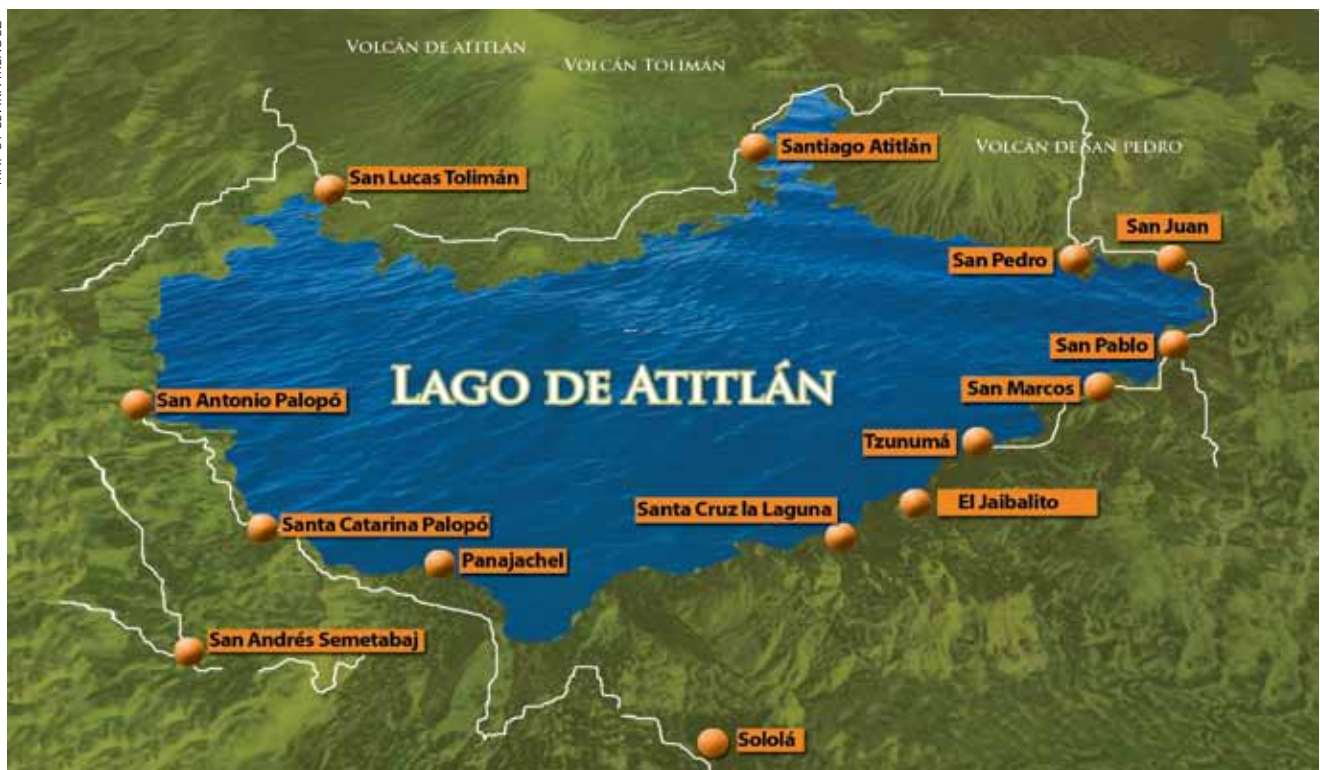 VOLCÁN DE ATITLÁN
VOLCÁN TOLIMÁN
Santiago Atitlán
VOLCÁN DE SAN PEDRO
San Lucas Tolimán
San Juan
San Pedro
San Pablo
LAGO DE ATITLÁN
San Marcos
San Antonio Palopó
Tzunumá
El Jaibalito
Santa Cruz la Laguna
Santa Catarina Palopó
Panajachel
San Andrés Semetabaj
Sololá